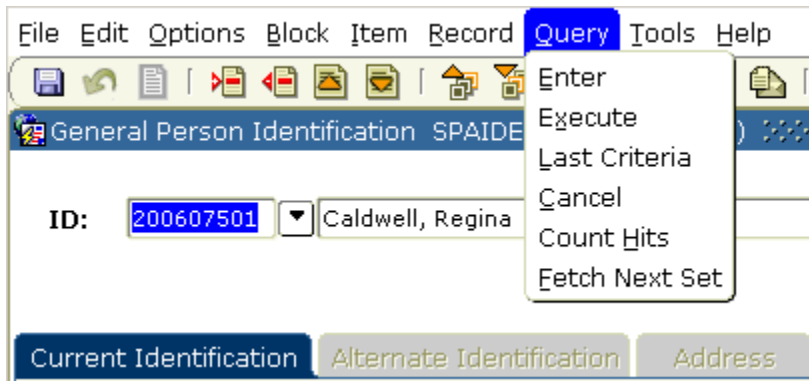 File Edit Options Block Item Record Query Tools Help
Enter
Execute
General Person Identification SPAIDE )
Last Criteria
Cancel
ID: 200607501 Caldwell, Regina
Count Hits
Fetch Next Set
Current Identification Alternate Identification Address